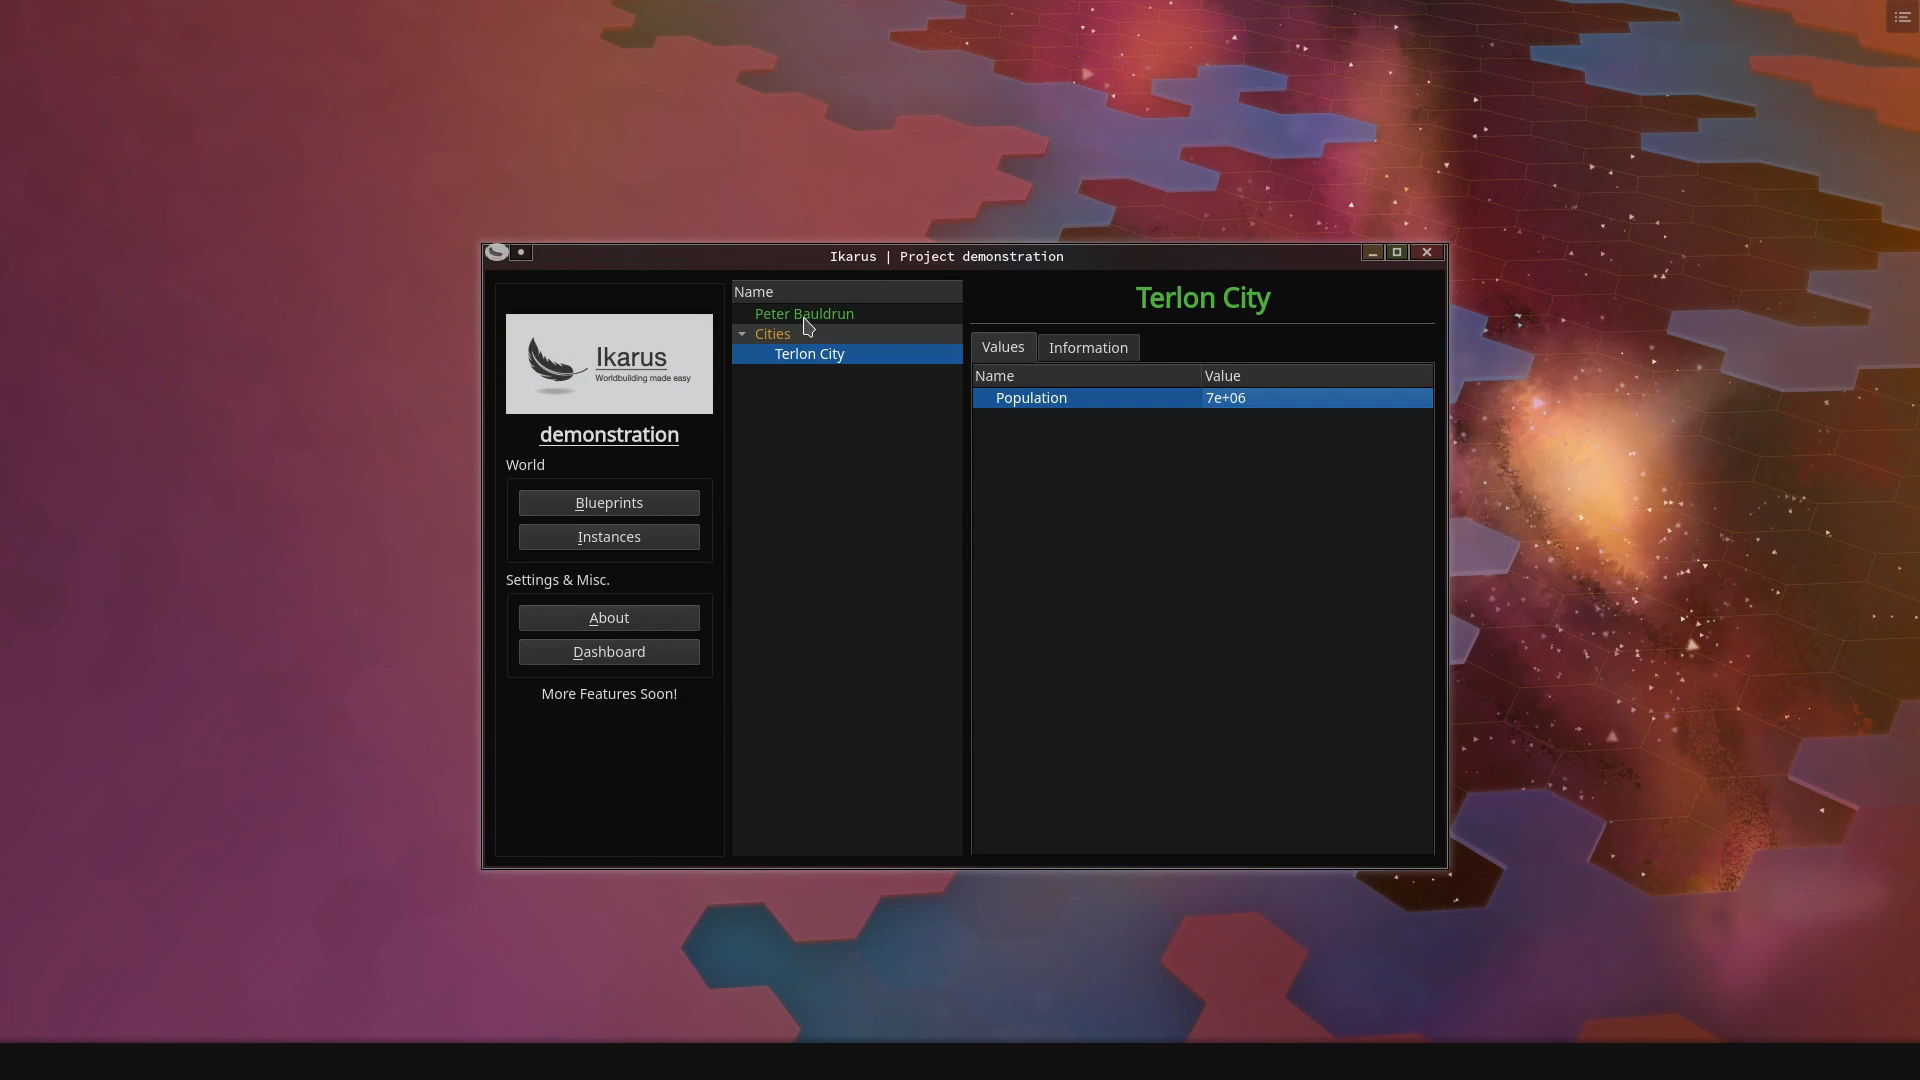 Ikarus | Project demonstration
Ikarus
Worldbuilding made easy
demonstration
World
Blueprints
Instances
Settings & Misc.
About
Dashboard
More Features Soon!
Name
Peter Bauldrun
Cities
Terlon City
Terlon City
Values Information
Name Value
Population 7e+06